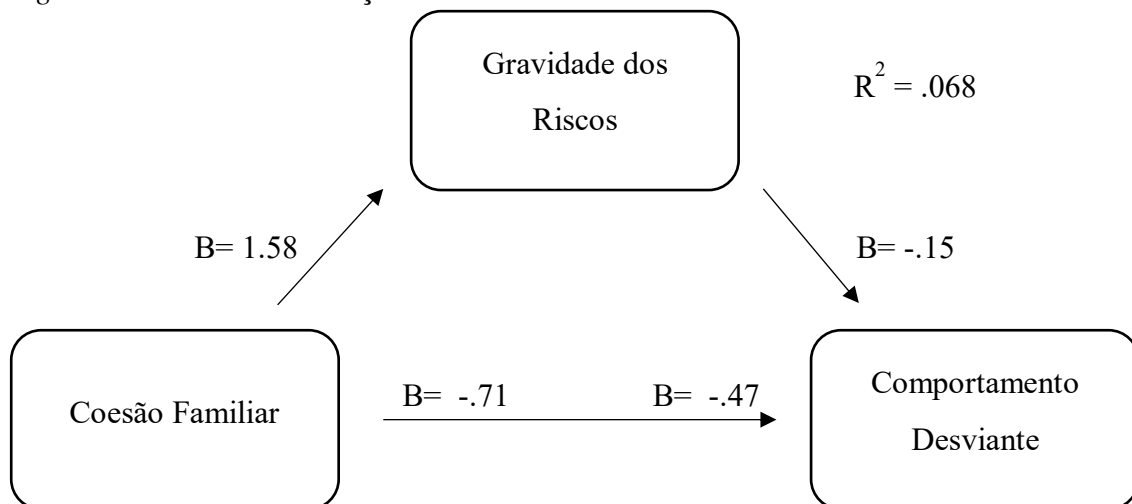 Gravidade dos
Riscos
R² = .068
B= 1.58
B= -.15
Coesão Familiar
B= -.71
B= -.47
Comportamento
Desviante